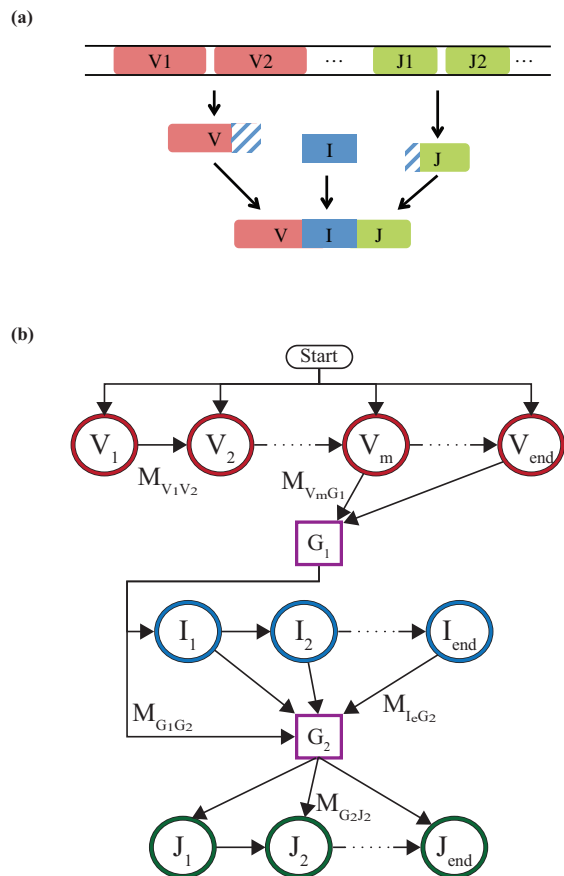 (a)
V1 V2 ... J1 J2 ...
V I J
V I J
(b)
Start
V1 V2 Vm Vend
MV1V2 MVmG1
G1
I1 I2 Iend
MG1G2 MIeG2
G2
MG2J2
J1 J2 Jend